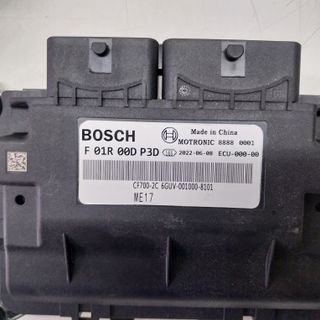 BOSCH
Made in China
MOTRONIC 8888 0001
F 01R 00D P3D
2022-06-08 ECU-000-00
CF700-2C 6GUV-001000-8101
ME17